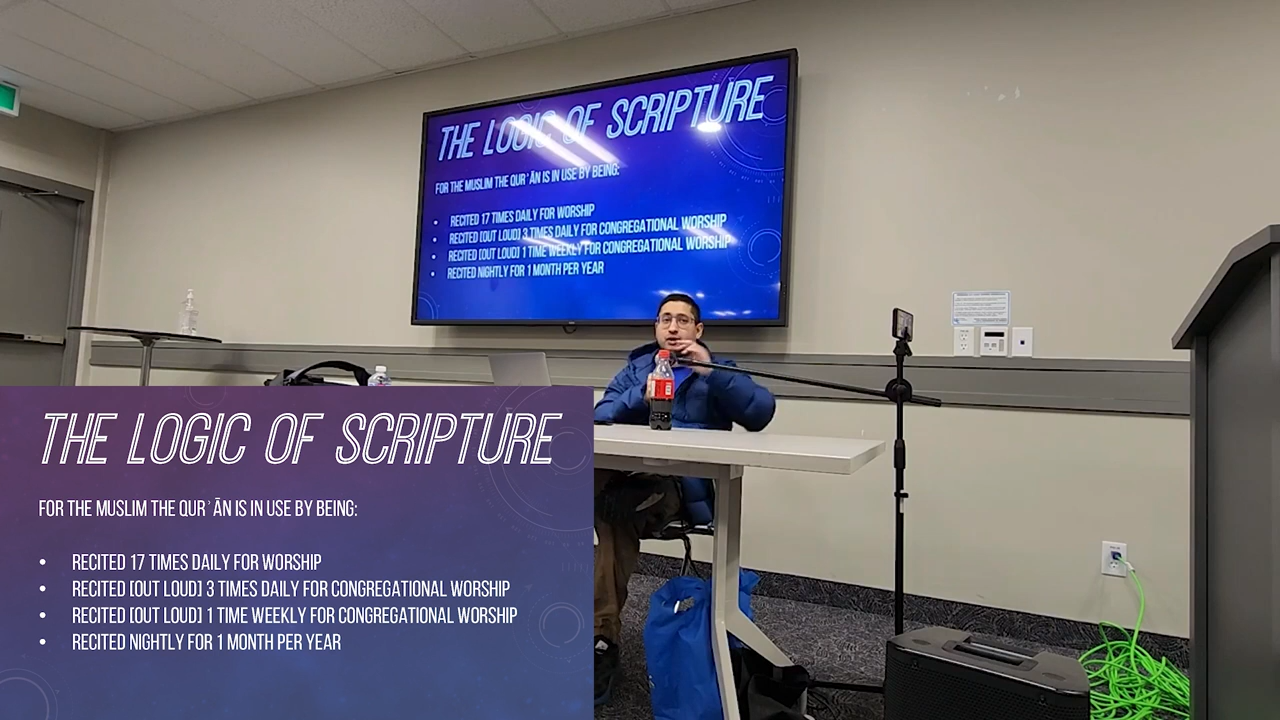 THE LOGIC OF SCRIPTURE
FOR THE MUSLIM THE QURʾĀN IS IN USE BY BEING:
• RECITED 17 TIMES DAILY FOR WORSHIP
• RECITED [OUT LOUD] 3 TIMES DAILY FOR CONGREGATIONAL WORSHIP
• RECITED [OUT LOUD] 1 TIME WEEKLY FOR CONGREGATIONAL WORSHIP
• RECITED NIGHTLY FOR 1 MONTH PER YEAR
THE LOGIC OF SCRIPTURE
FOR THE MUSLIM THE QURʾĀN IS IN USE BY BEING:
• RECITED 17 TIMES DAILY FOR WORSHIP
• RECITED [OUT LOUD] 3 TIMES DAILY FOR CONGREGATIONAL WORSHIP
• RECITED [OUT LOUD] 1 TIME WEEKLY FOR CONGREGATIONAL WORSHIP
• RECITED NIGHTLY FOR 1 MONTH PER YEAR